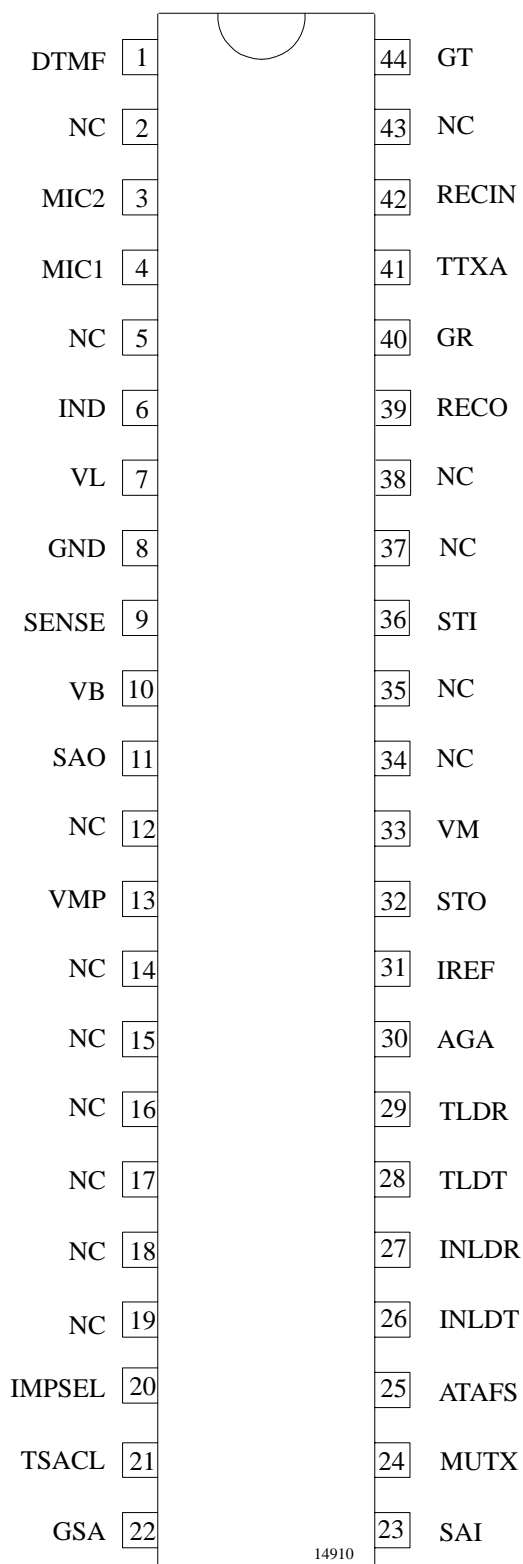 DTMF 1 44 GT
NC 2 43 NC
MIC2 3 42 RECIN
MIC1 4 41 TTXA
NC 5 40 GR
IND 6 39 RECO
VL 7 38 NC
GND 8 37 NC
SENSE 9 36 STI
VB 10 35 NC
SAO 11 34 NC
NC 12 33 VM
VMP 13 32 STO
NC 14 31 IREF
NC 15 30 AGA
NC 16 29 TLDR
NC 17 28 TLDT
NC 18 27 INLDR
NC 19 26 INLDT
IMPSEL 20 25 ATAFS
TSACL 21 24 MUTX
GSA 22 23 SAI
14910